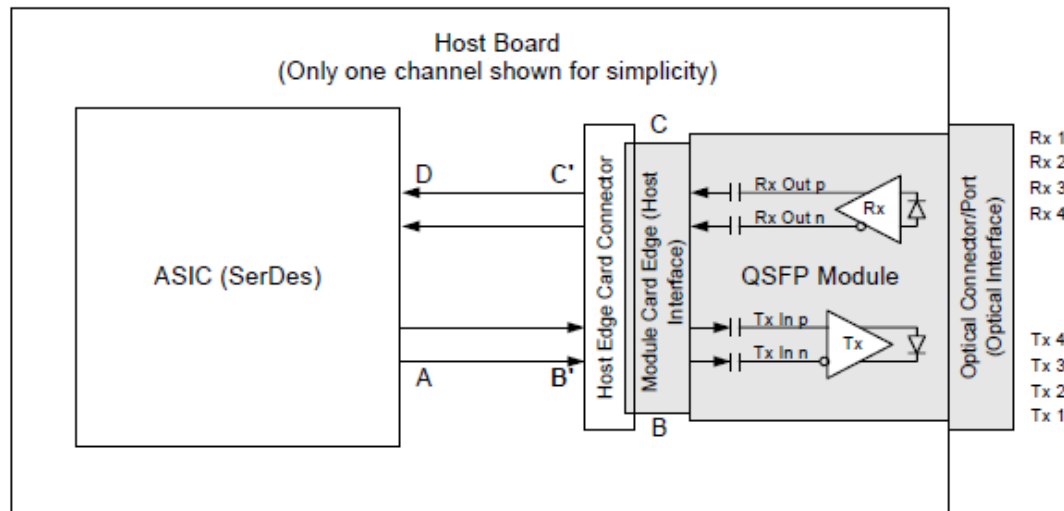 Host Board
(Only one channel shown for simplicity)
ASIC (SerDes)
D
C'
A
B'
Host Edge Card Connector
C
Module Card Edge (Host
Interface)
B
Rx Out p
Rx Out n
Rx
QSFP Module
Tx In p
Tx In n
Tx
Optical Connector/Port
(Optical Interface)
Rx 1
Rx 2
Rx 3
Rx 4
Tx 4
Tx 3
Tx 2
Tx 1